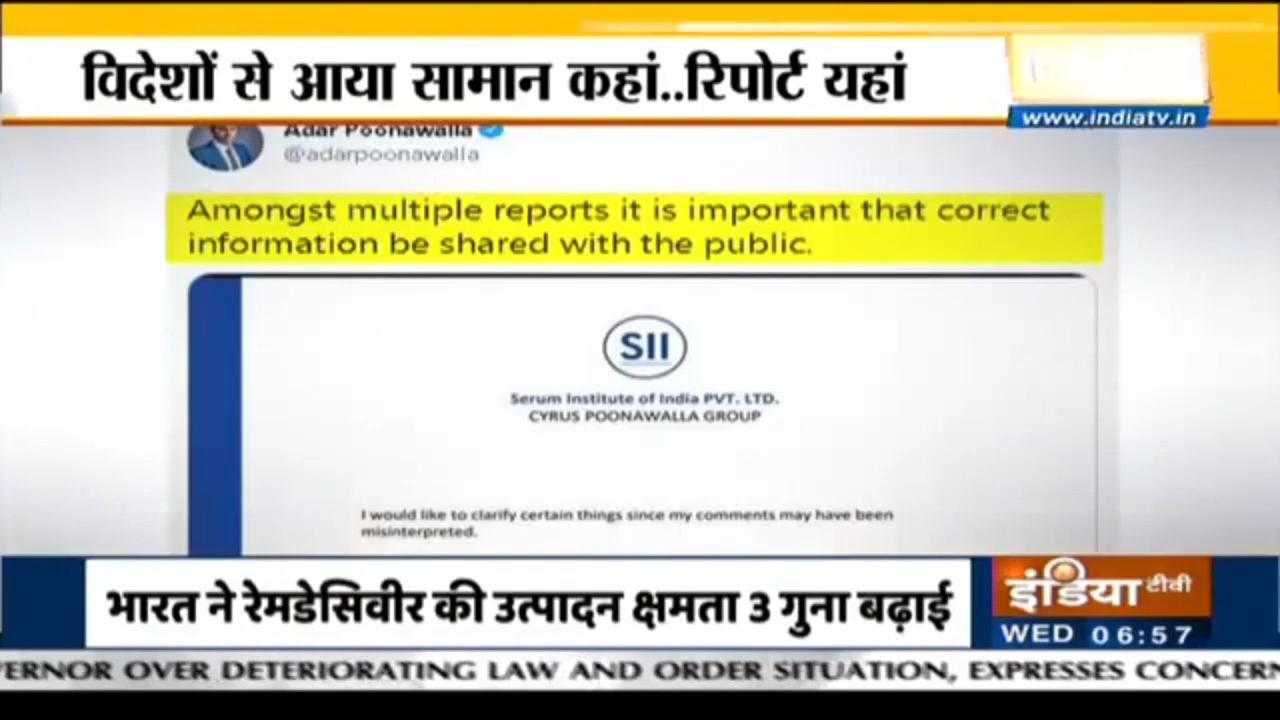 विदेशों से आया सामान कहां..रिपोर्ट यहां
www.indiatv.in
Adar Poonawalla
@adarpoonawalla
Amongst multiple reports it is important that correct
information be shared with the public.
SII
Serum Institute of India PVT. LTD.
CYRUS POONAWALLA GROUP
I would like to clarify certain things since my comments may have been
misinterpreted.
भारत ने रेमडेसिवीर की उत्पादन क्षमता 3 गुना बढ़ाई
इंडिया टीवी
WED 06:57
OVER DETERIORATING LAW AND ORDER SITUATION, EXPRESSES